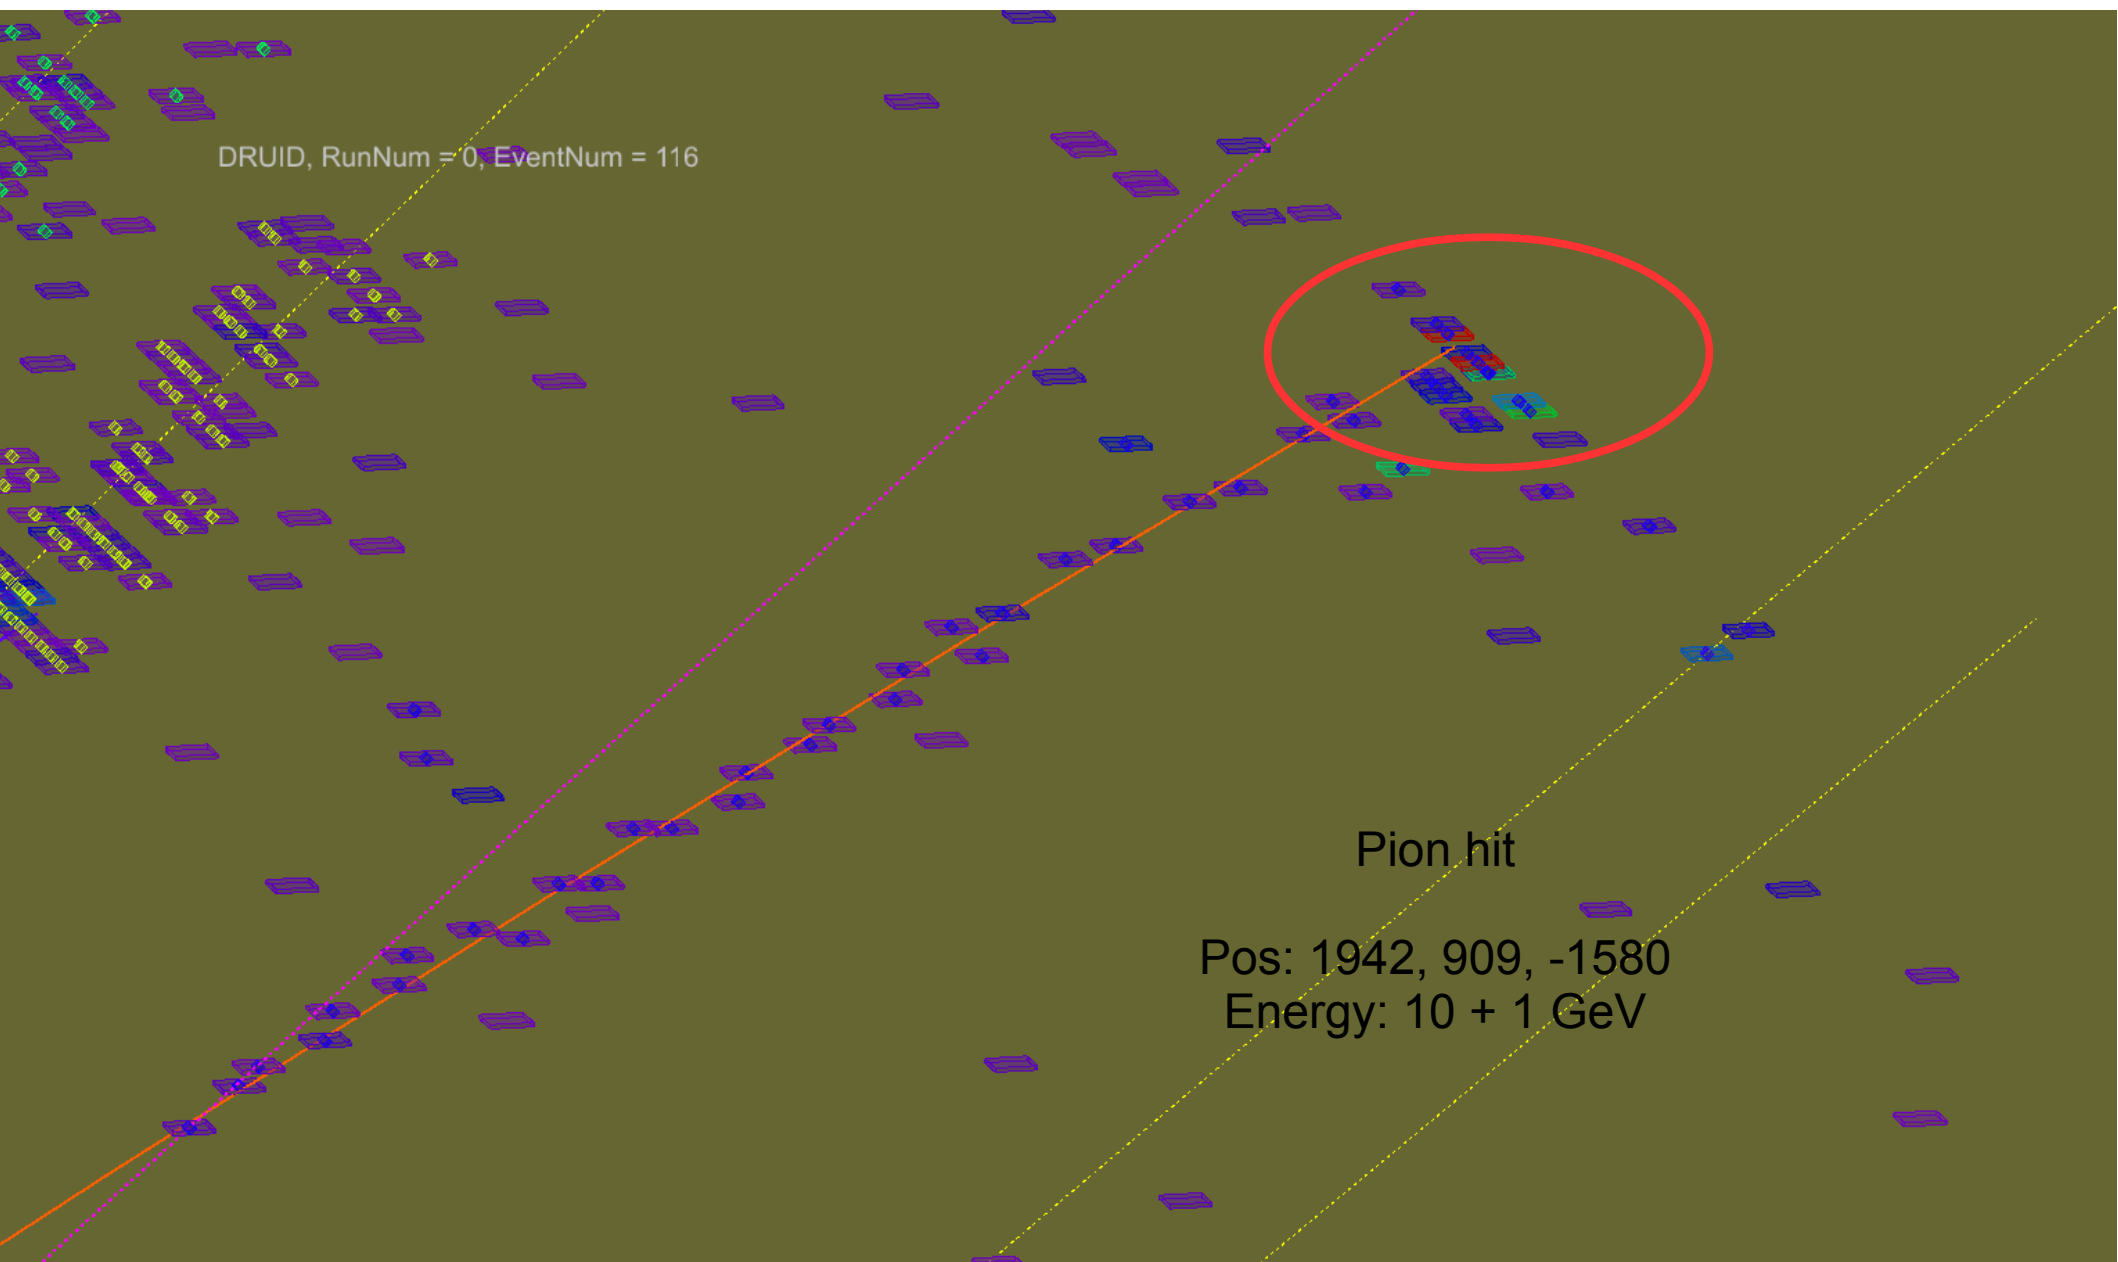 DRUID, RunNum = 0, EventNum = 116
Pion hit
Pos: 1942, 909, -1580
Energy: 10 + 1 GeV